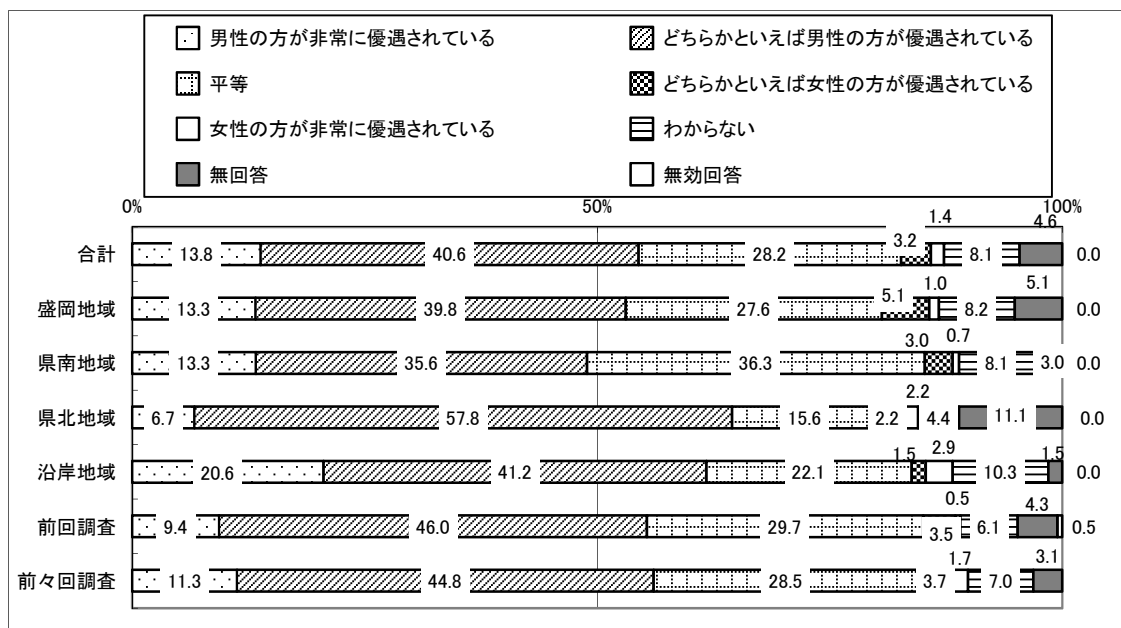 男性の方が非常に優遇されている どちらかといえば男性の方が優遇されている
平等 どちらかといえば女性の方が優遇されている
女性の方が非常に優遇されている わからない
無回答 無効回答
0% 50% 100%
合計 13.8 40.6 28.2 3.2 1.4 8.1 4.6 0.0
盛岡地域 13.3 39.8 27.6 5.1 1.0 8.2 5.1 0.0
県南地域 13.3 35.6 36.3 3.0 0.7 8.1 3.0 0.0
県北地域 6.7 57.8 15.6 2.2 2.2 4.4 11.1 0.0
沿岸地域 20.6 41.2 22.1 1.5 2.9 10.3 1.5 0.0
前回調査 9.4 46.0 29.7 3.5 0.5 6.1 4.3 0.5
前々回調査 11.3 44.8 28.5 3.7 1.7 7.0 3.1